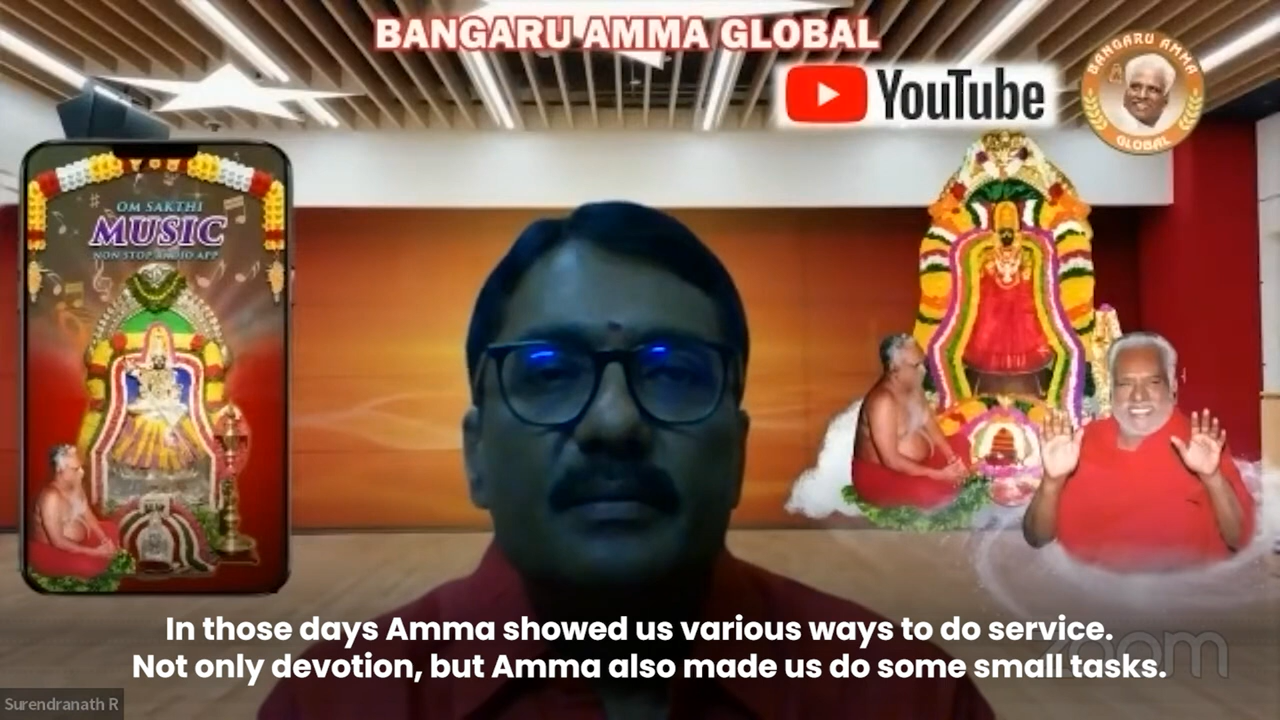 BANGARU AMMA GLOBAL
YouTube
BANGARU AMMA
GLOBAL
OM SAKTHI
MUSIC
NON STOP RADIO APP
In those days Amma showed us various ways to do service.
Not only devotion, but Amma also made us do some small tasks.
zoom
Surendranath R